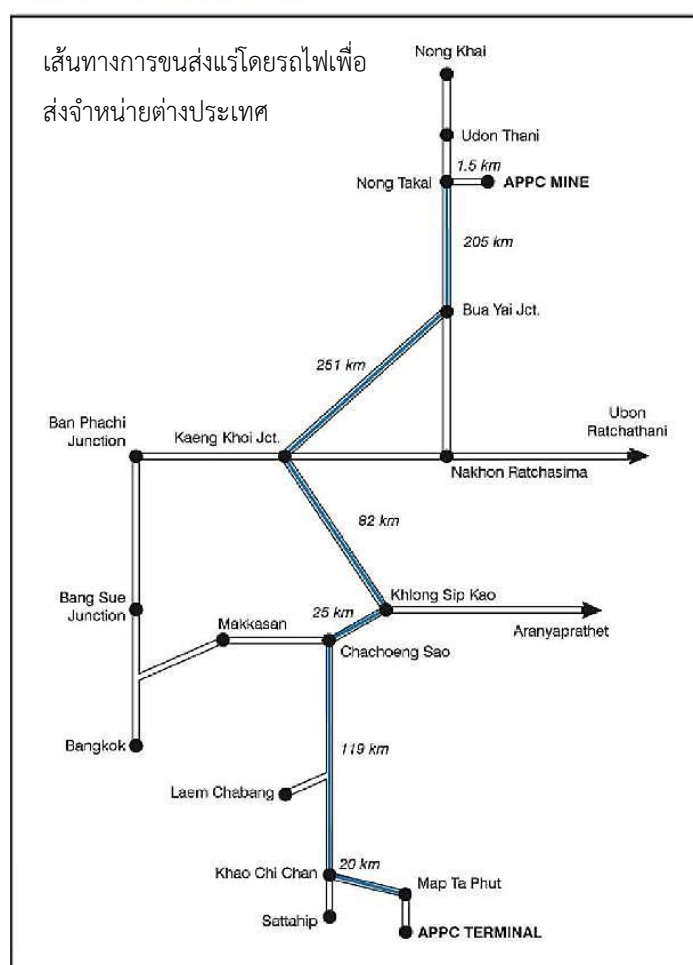 เส้นทางการขนส่งแร่โดยรถไฟเพื่อ
ส่งจำหน่ายต่างประเทศ
Nong Khai
Udon Thani
1.5 km
Nong Takai
APPC MINE
205 km
Bua Yai Jct.
251 km
Ban Phachi
Junction
Kaeng Khoi Jct.
Ubon
Ratchathani
Nakhon Ratchasima
82 km
Bang Sue
Junction
Makkasan
25 km
Khlong Sip Kao
Aranyaprathet
Chachoeng Sao
Bangkok
119 km
Laem Chabang
Khao Chi Chan
20 km
Map Ta Phut
Sattahip
APPC TERMINAL